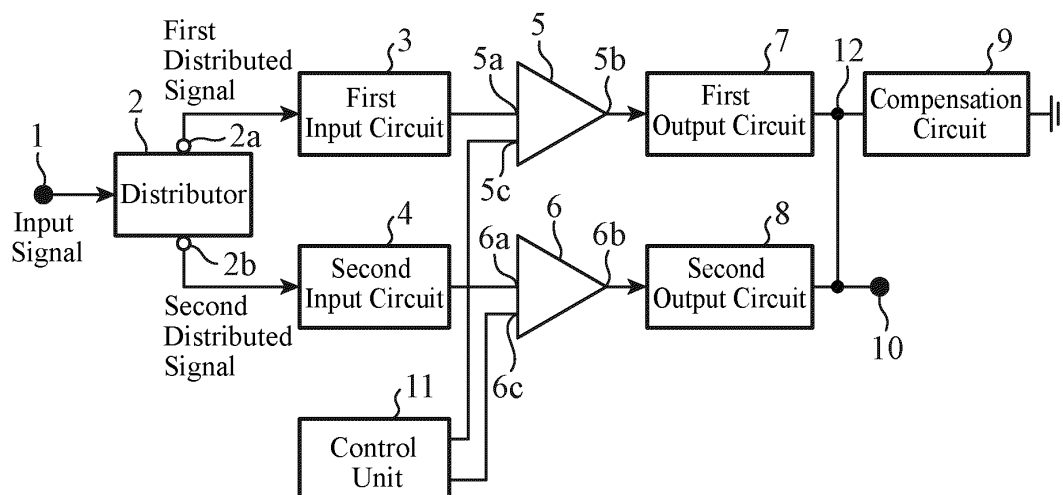 First
Distributed
Signal
3
First
Input Circuit
5
5a
5b
5c
7
First
Output Circuit
12
9
Compensation
Circuit
1
Input
Signal
2
2a
Distributor
2b
Second
Distributed
Signal
4
Second
Input Circuit
6
6a
6b
6c
8
Second
Output Circuit
10
11
Control
Unit